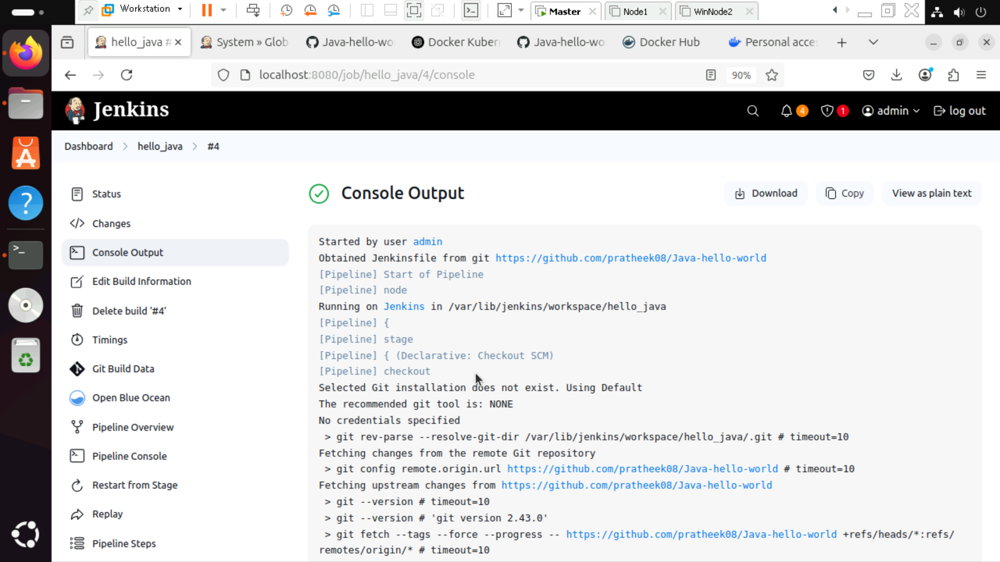 Workstation
Master
Node1
WinNode2
hello_java #
System » Glob
Java-hello-wo
Docker Kuber
Java-hello-wo
Docker Hub
Personal acce
localhost:8080/job/hello_java/4/console
90%
Jenkins
4
1
admin
log out
Dashboard
hello_java
#4
Status
Changes
Console Output
Edit Build Information
Delete build ‘#4’
Timings
Git Build Data
Open Blue Ocean
Pipeline Overview
Pipeline Console
Restart from Stage
Replay
Pipeline Steps
Console Output
Download
Copy
View as plain text
Started by user admin
Obtained Jenkinsfile from git https://github.com/pratheek08/Java-hello-world
[Pipeline] Start of Pipeline
[Pipeline] node
Running on Jenkins in /var/lib/jenkins/workspace/hello_java
[Pipeline] {
[Pipeline] stage
[Pipeline] { (Declarative: Checkout SCM)
[Pipeline] checkout
Selected Git installation does not exist. Using Default
The recommended git tool is: NONE
No credentials specified
> git rev-parse --resolve-git-dir /var/lib/jenkins/workspace/hello_java/.git # timeout=10
Fetching changes from the remote Git repository
> git config remote.origin.url https://github.com/pratheek08/Java-hello-world # timeout=10
Fetching upstream changes from https://github.com/pratheek08/Java-hello-world
> git --version # timeout=10
> git --version # 'git version 2.43.0'
> git fetch --tags --force --progress -- https://github.com/pratheek08/Java-hello-world +refs/heads/*:refs/
remotes/origin/* # timeout=10